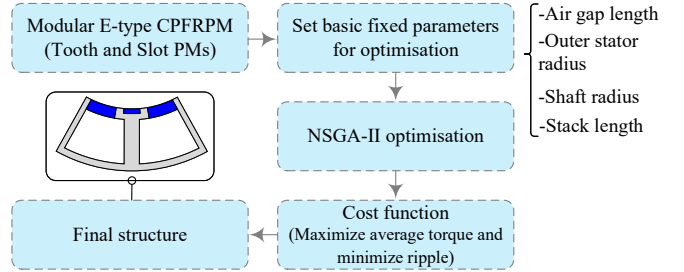 Modular E-type CPFRPM
(Tooth and Slot PMs)
Set basic fixed parameters
for optimisation
-Air gap length
-Outer stator
radius
-Shaft radius
-Stack length
NSGA-II optimisation
Cost function
(Maximize average torque and
minimize ripple)
Final structure